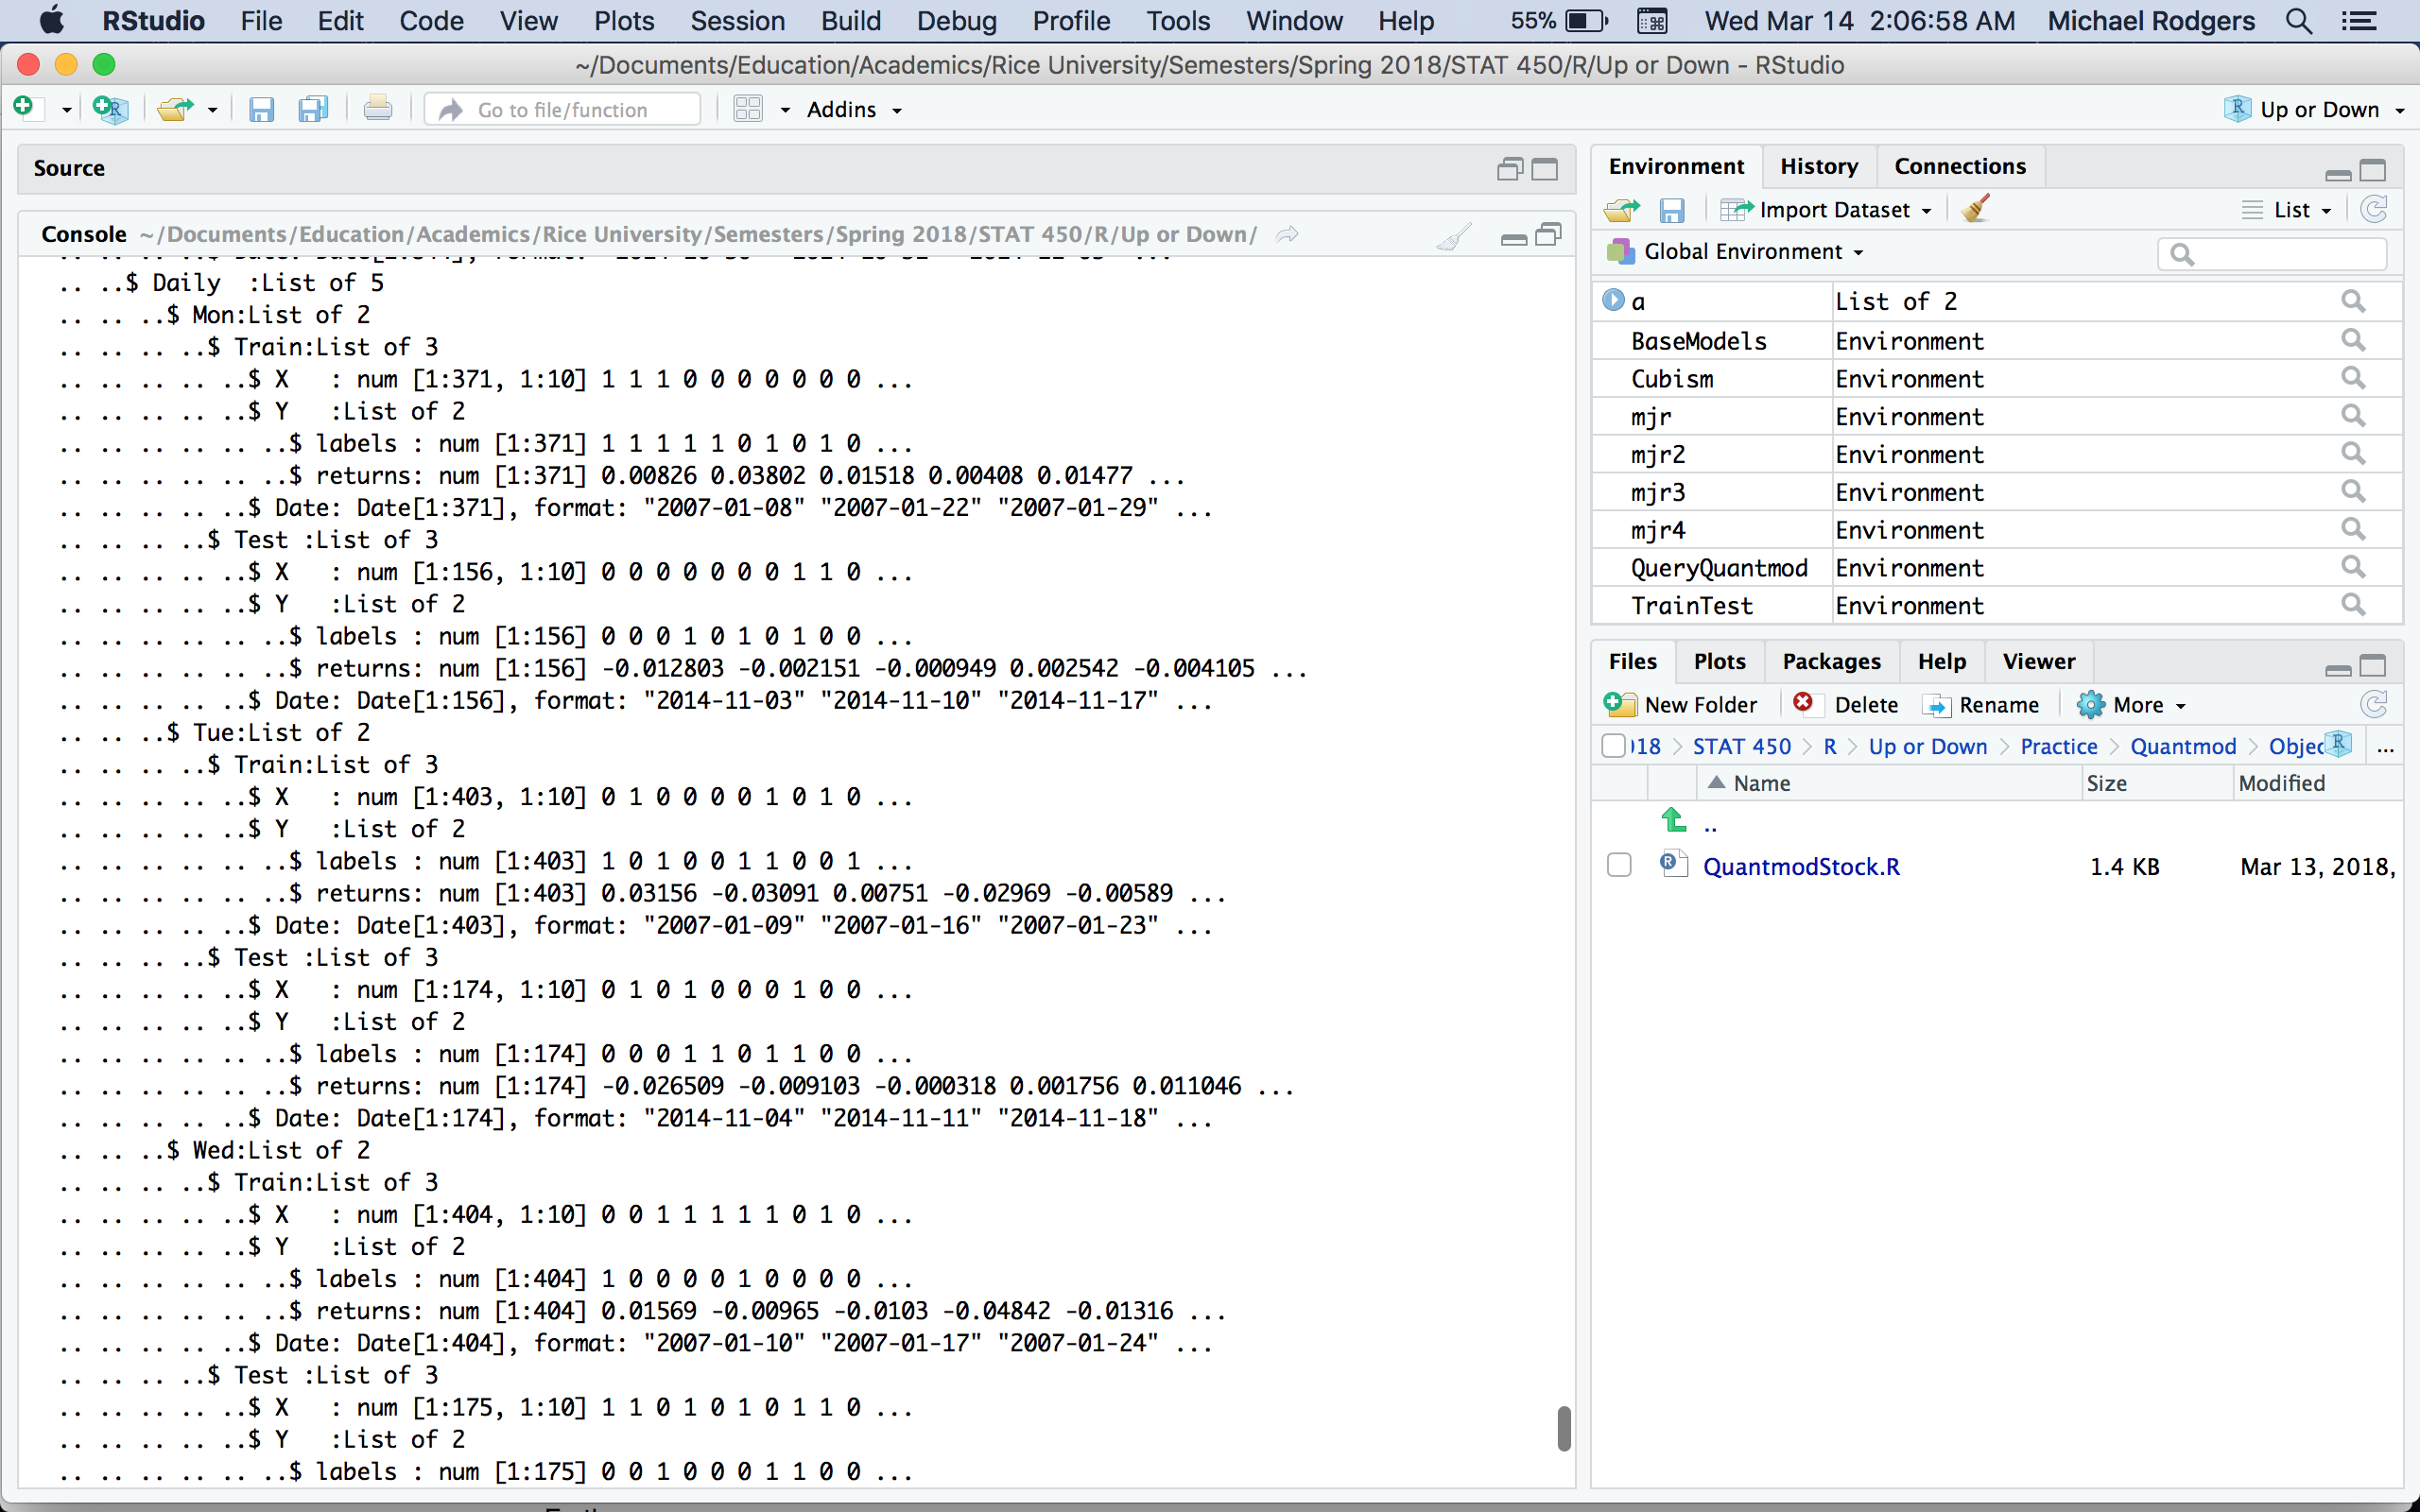 RStudio File Edit Code View Plots Session Build Debug Profile Tools Window Help 55% Wed Mar 14 2:06:58 AM Michael Rodgers
~/Documents/Education/Academics/Rice University/Semesters/Spring 2018/STAT 450/R/Up or Down - RStudio
Go to file/function Addins Up or Down
Source
Console ~/Documents/Education/Academics/Rice University/Semesters/Spring 2018/STAT 450/R/Up or Down/
.. ..$ Daily  :List of 5
.. .. ..$ Mon:List of 2
.. .. .. ..$ Train:List of 3
.. .. .. .. ..$ X   : num [1:371, 1:10] 1 1 1 0 0 0 0 0 0 0 ...
.. .. .. .. ..$ Y   :List of 2
.. .. .. .. .. ..$ labels : num [1:371] 1 1 1 1 1 0 1 0 1 0 ...
.. .. .. .. .. ..$ returns: num [1:371] 0.00826 0.03802 0.01518 0.00408 0.01477 ...
.. .. .. .. ..$ Date: Date[1:371], format: "2007-01-08" "2007-01-22" "2007-01-29" ...
.. .. .. ..$ Test :List of 3
.. .. .. .. ..$ X   : num [1:156, 1:10] 0 0 0 0 0 0 0 1 1 0 ...
.. .. .. .. ..$ Y   :List of 2
.. .. .. .. .. ..$ labels : num [1:156] 0 0 0 1 0 1 0 1 0 0 ...
.. .. .. .. .. ..$ returns: num [1:156] -0.012803 -0.002151 -0.000949 0.002542 -0.004105 ...
.. .. .. .. ..$ Date: Date[1:156], format: "2014-11-03" "2014-11-10" "2014-11-17" ...
.. .. ..$ Tue:List of 2
.. .. .. ..$ Train:List of 3
.. .. .. .. ..$ X   : num [1:403, 1:10] 0 1 0 0 0 0 1 0 1 0 ...
.. .. .. .. ..$ Y   :List of 2
.. .. .. .. .. ..$ labels : num [1:403] 1 0 1 0 0 1 1 0 0 1 ...
.. .. .. .. .. ..$ returns: num [1:403] 0.03156 -0.03091 0.00751 -0.02969 -0.00589 ...
.. .. .. .. ..$ Date: Date[1:403], format: "2007-01-09" "2007-01-16" "2007-01-23" ...
.. .. .. ..$ Test :List of 3
.. .. .. .. ..$ X   : num [1:174, 1:10] 0 1 0 1 0 0 0 1 0 0 ...
.. .. .. .. ..$ Y   :List of 2
.. .. .. .. .. ..$ labels : num [1:174] 0 0 0 1 1 0 1 1 0 0 ...
.. .. .. .. .. ..$ returns: num [1:174] -0.026509 -0.009103 -0.000318 0.001756 0.011046 ...
.. .. .. .. ..$ Date: Date[1:174], format: "2014-11-04" "2014-11-11" "2014-11-18" ...
.. .. ..$ Wed:List of 2
.. .. .. ..$ Train:List of 3
.. .. .. .. ..$ X   : num [1:404, 1:10] 0 0 1 1 1 1 1 0 1 0 ...
.. .. .. .. ..$ Y   :List of 2
.. .. .. .. .. ..$ labels : num [1:404] 1 0 0 0 0 1 0 0 0 0 ...
.. .. .. .. .. ..$ returns: num [1:404] 0.01569 -0.00965 -0.0103 -0.04842 -0.01316 ...
.. .. .. .. ..$ Date: Date[1:404], format: "2007-01-10" "2007-01-17" "2007-01-24" ...
.. .. .. ..$ Test :List of 3
.. .. .. .. ..$ X   : num [1:175, 1:10] 1 1 0 1 0 1 0 1 1 0 ...
.. .. .. .. ..$ Y   :List of 2
.. .. .. .. .. ..$ labels : num [1:175] 0 0 1 0 0 0 1 1 0 0 ...
Environment History Connections
Import Dataset List
Global Environment
a List of 2
BaseModels Environment
Cubism Environment
mjr Environment
mjr2 Environment
mjr3 Environment
mjr4 Environment
QueryQuantmod Environment
TrainTest Environment
Files Plots Packages Help Viewer
New Folder Delete Rename More
18 > STAT 450 > R > Up or Down > Practice > Quantmod > Objec ...
Name Size Modified
..
QuantmodStock.R 1.4 KB Mar 13, 2018,